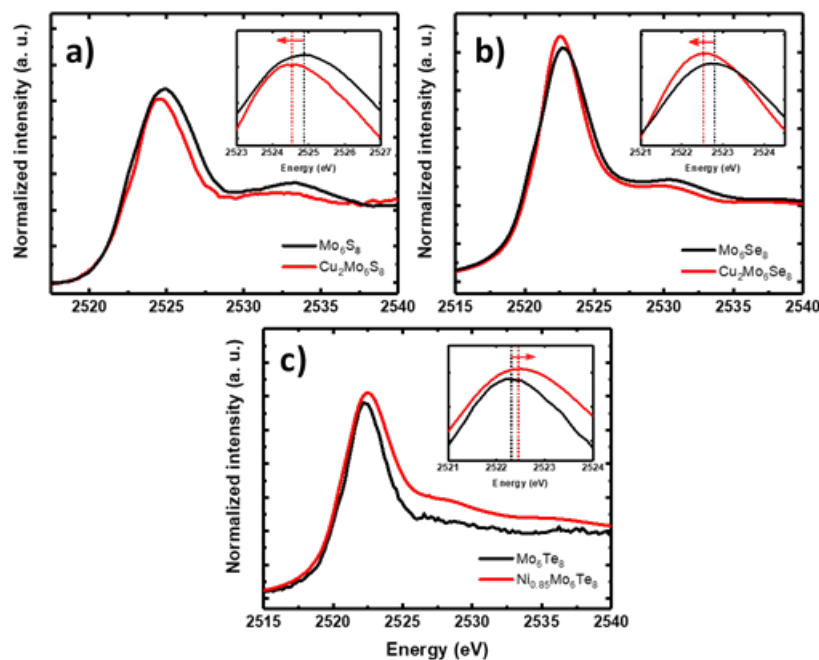 a)
Normalized intensity (a. u.)
2523 2524 2525 2526 2527
Energy (eV)
Mo₆S₈
Cu₂Mo₆S₈
2520 2525 2530 2535 2540
b)
Normalized intensity (a. u.)
2521 2522 2523 2524
Energy (eV)
Mo₆Se₈
Cu₂Mo₆Se₈
2515 2520 2525 2530 2535 2540
c)
Normalized intensity (a. u.)
2521 2522 2523 2524
Energy (eV)
Mo₆Te₈
Ni₀.₈₅Mo₆Te₈
2515 2520 2525 2530 2535 2540
Energy (eV)